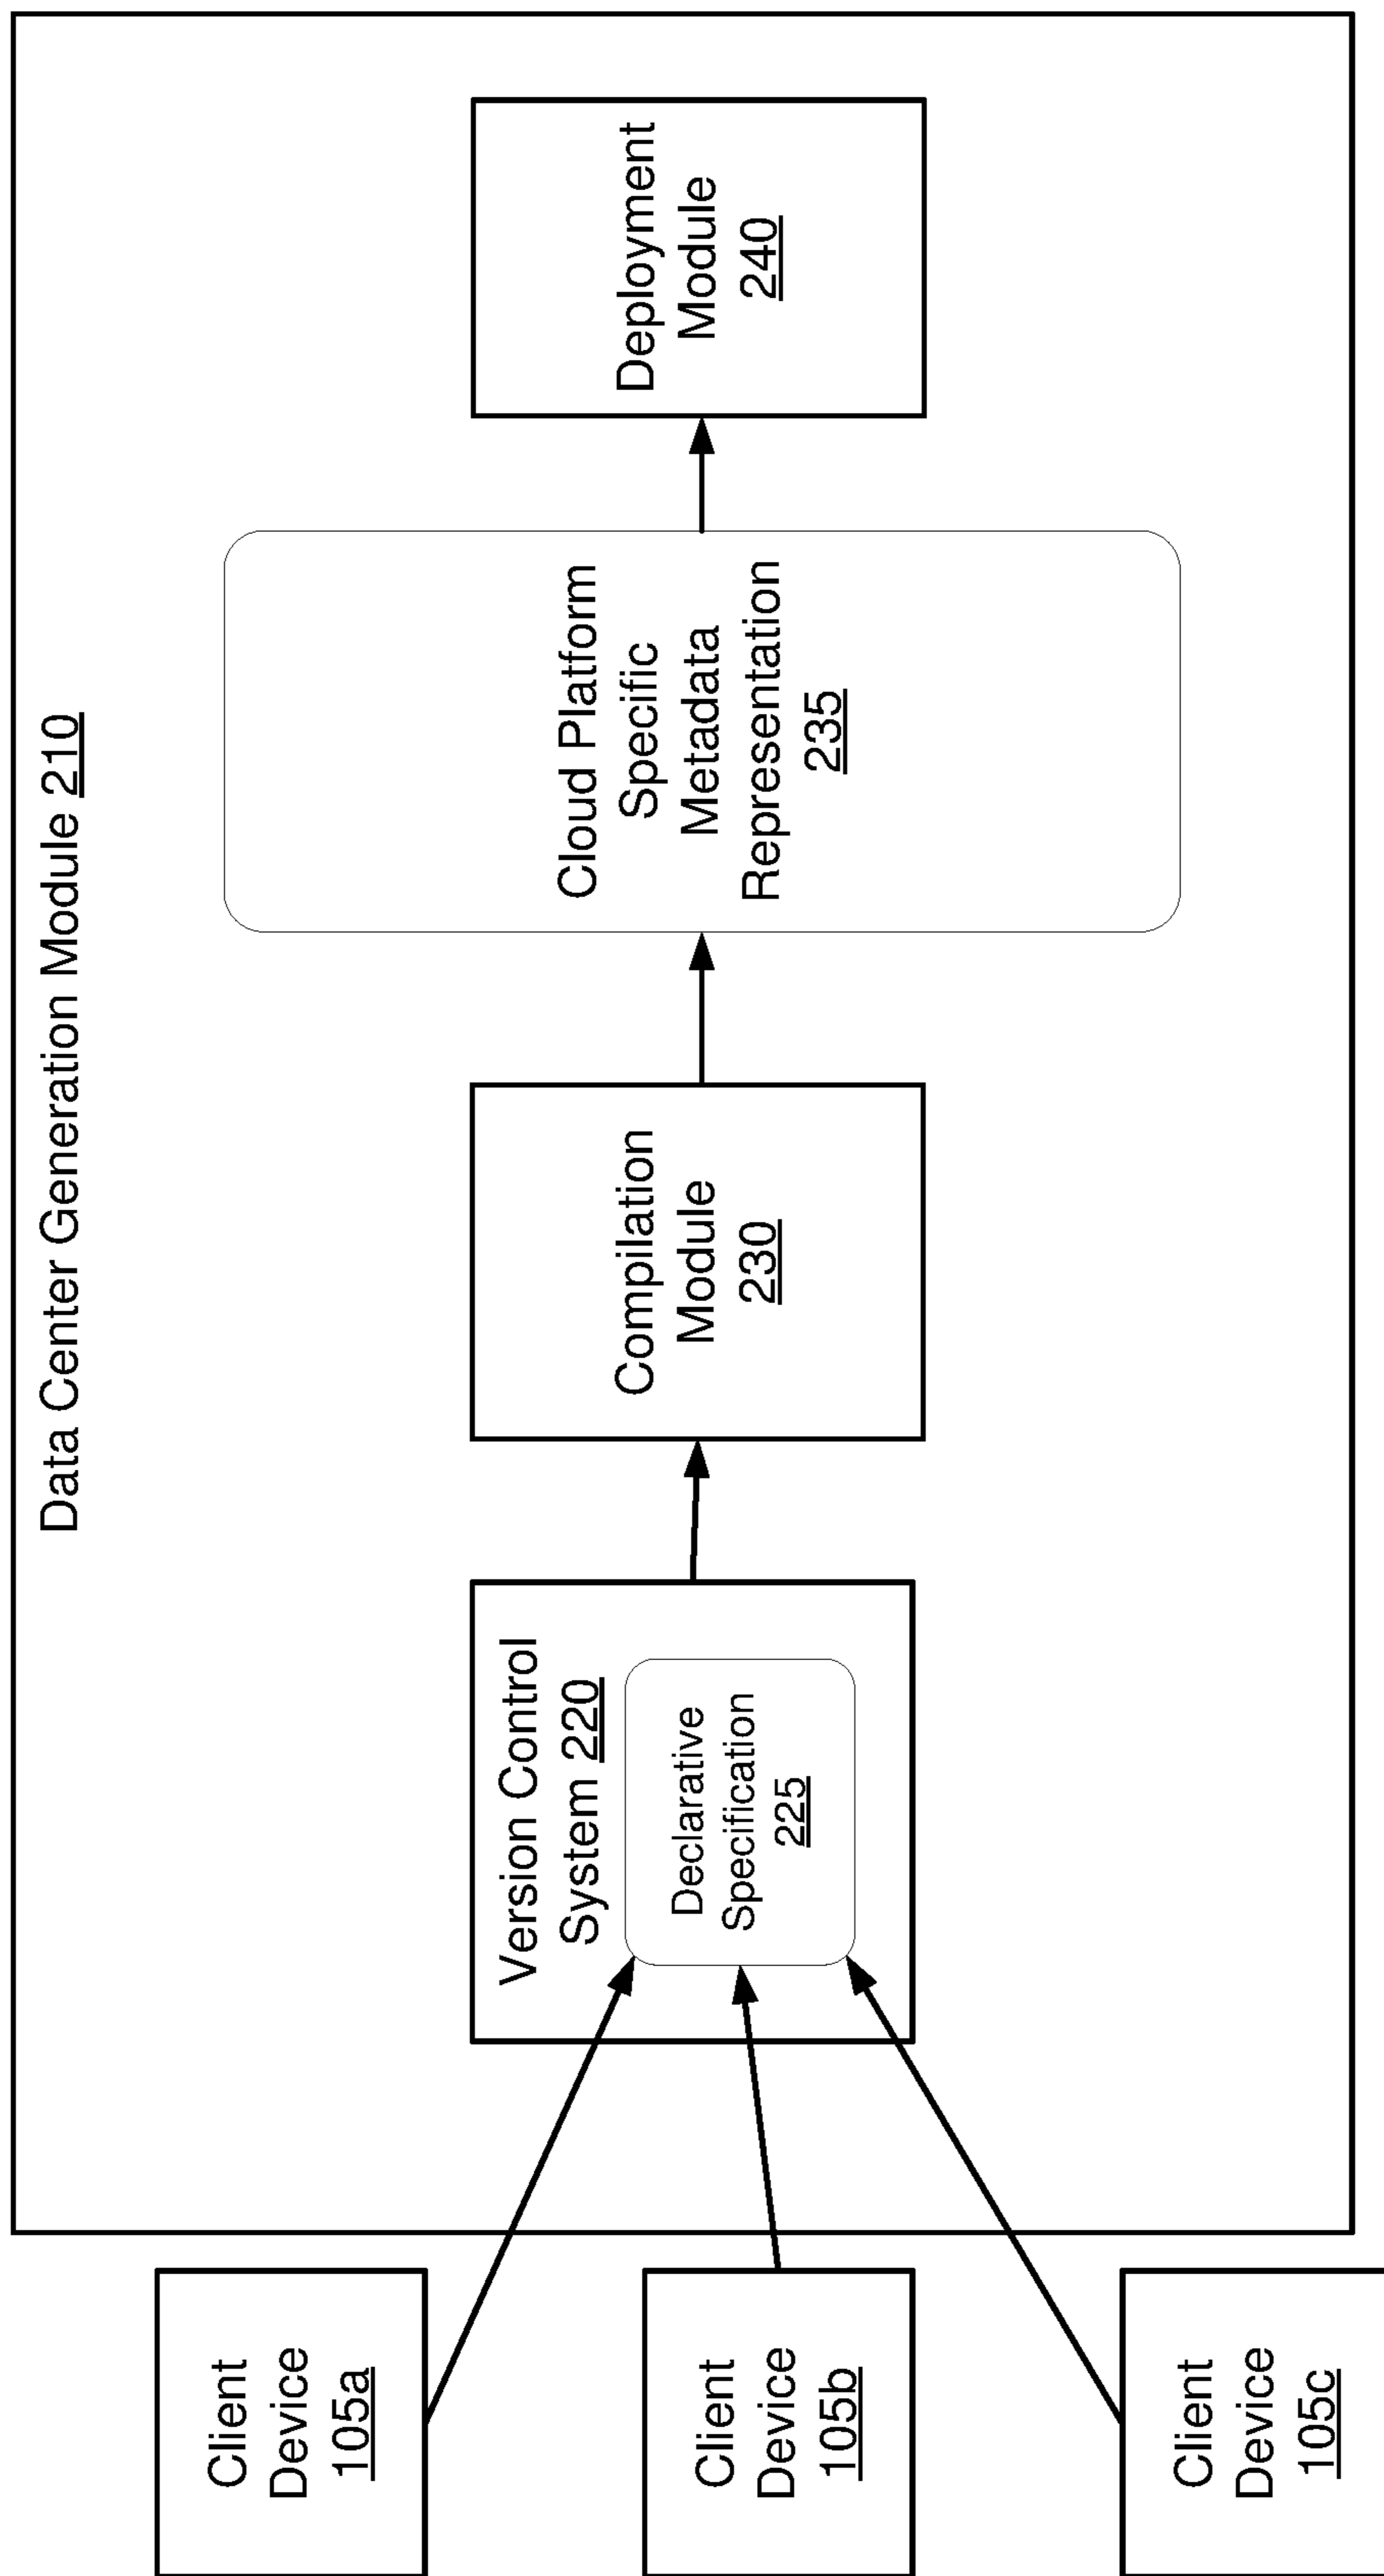 Data Center Generation Module 210
Client
Device
105a
Client
Device
105b
Client
Device
105c
Version Control
System 220
Declarative
Specification
225
Compilation
Module
230
Cloud Platform
Specific
Metadata
Representation
235
Deployment
Module
240